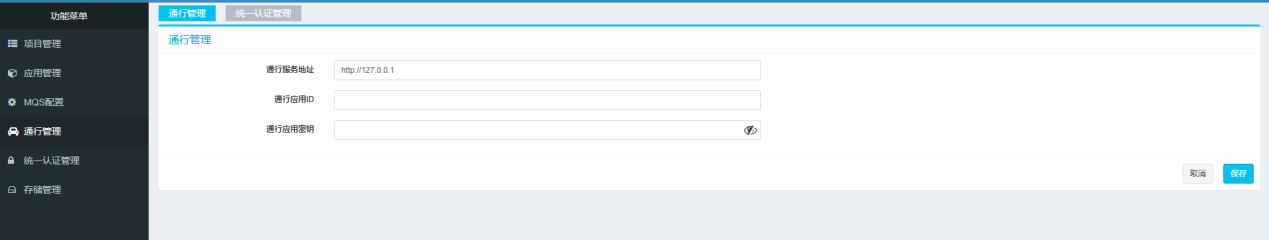 功能菜单
项目管理
应用管理
MQS配置
通行管理
统一认证管理
存储管理
通行管理 统一认证管理
通行管理
通行服务地址 http://127.0.0.1
通行应用ID
通行应用密钥
取消 保存